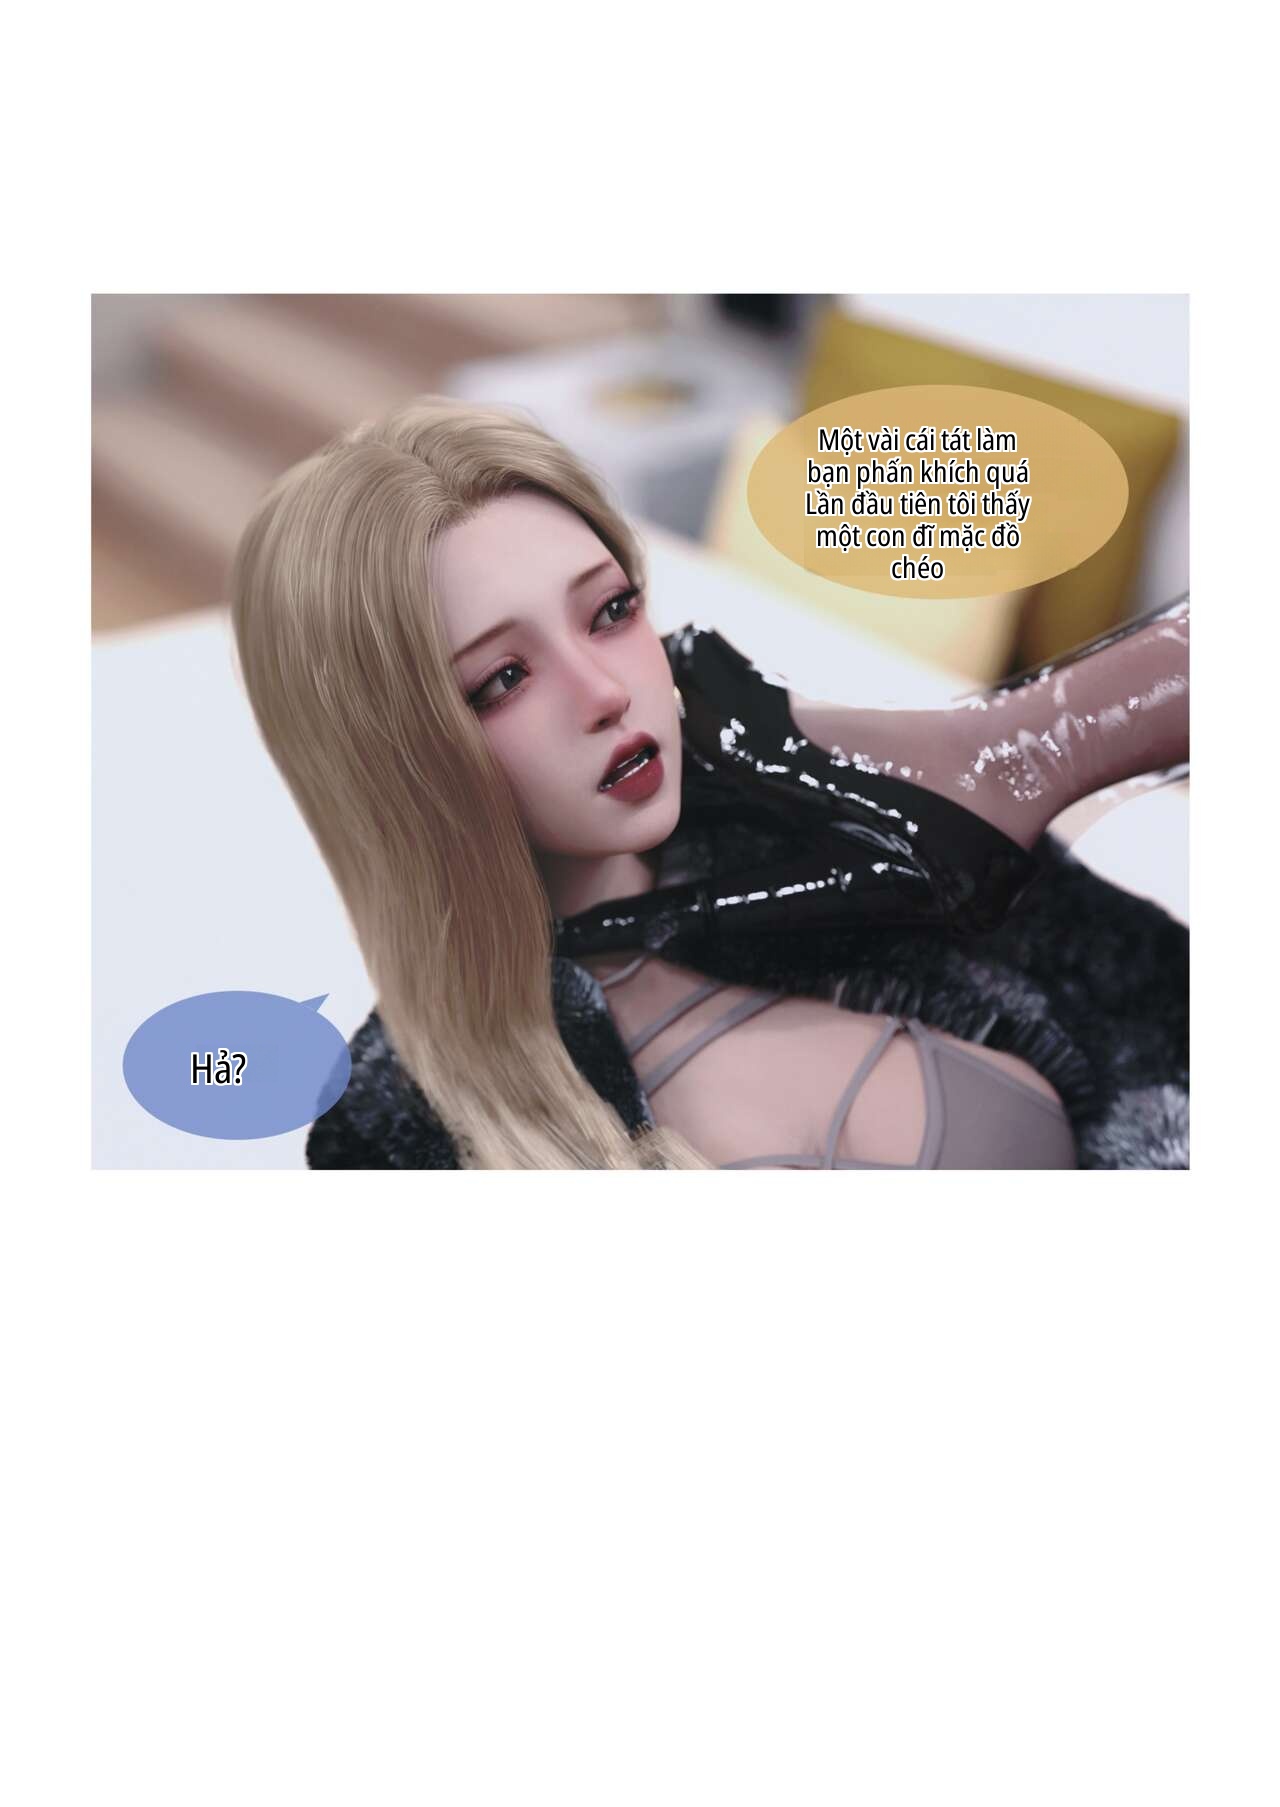 Một vài cái tát làm
bạn phấn khích quá
Lần đầu tiên tôi thấy
một con đĩ mặc đồ
chéo
Hả?